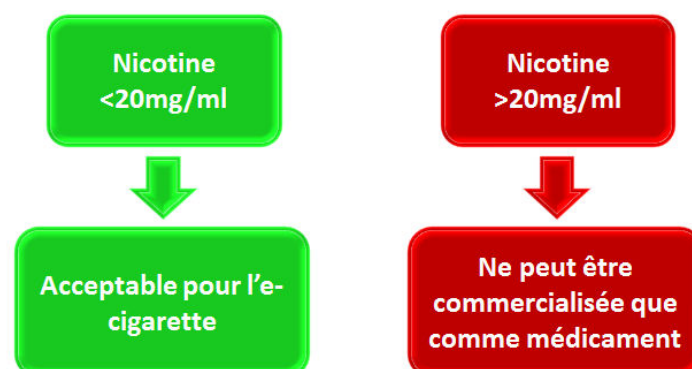 Nicotine
<20mg/ml
Acceptable pour l’e-
cigarette
Nicotine
>20mg/ml
Ne peut être
commercialisée que
comme médicament